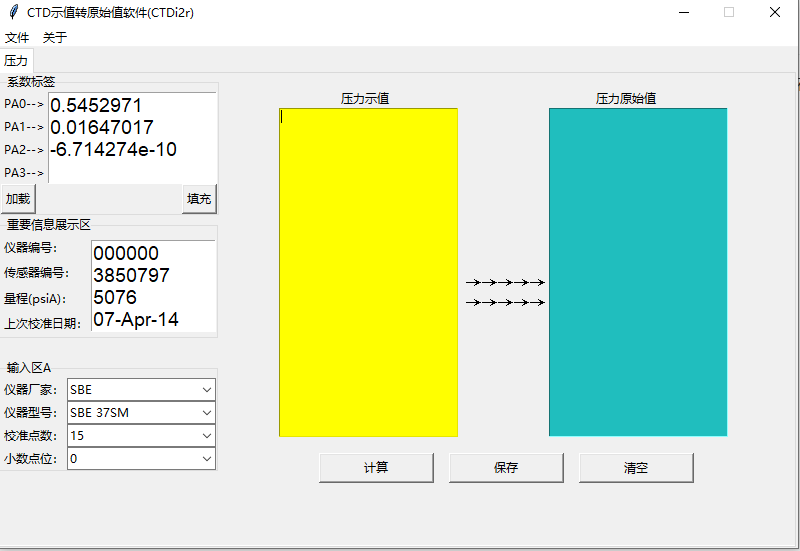 CTD示值转原始值软件(CTDi2r)
文件 关于
压力
系数标签
PA0--> 0.5452971
PA1--> 0.01647017
PA2--> -6.714274e-10
PA3-->
加载 填充
重要信息展示区
仪器编号: 000000
传感器编号: 3850797
量程(psiA): 5076
上次校准日期: 07-Apr-14
输入区A
仪器厂家: SBE
仪器型号: SBE 37SM
校准点数: 15
小数点位: 0
压力示值 压力原始值
计算 保存 清空